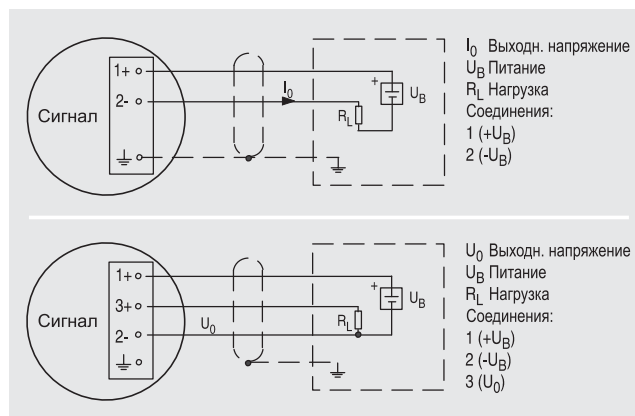 1+
2-
Сигнал
I0
RL
+
UB
I0 Выходн. напряжение
UB Питание
RL Нагрузка
Соединения:
1 (+UB)
2 (-UB)
1+
3+
2-
Сигнал
U0
RL
+
UB
U0 Выходн. напряжение
UB Питание
RL Нагрузка
Соединения:
1 (+UB)
2 (-UB)
3 (U0)